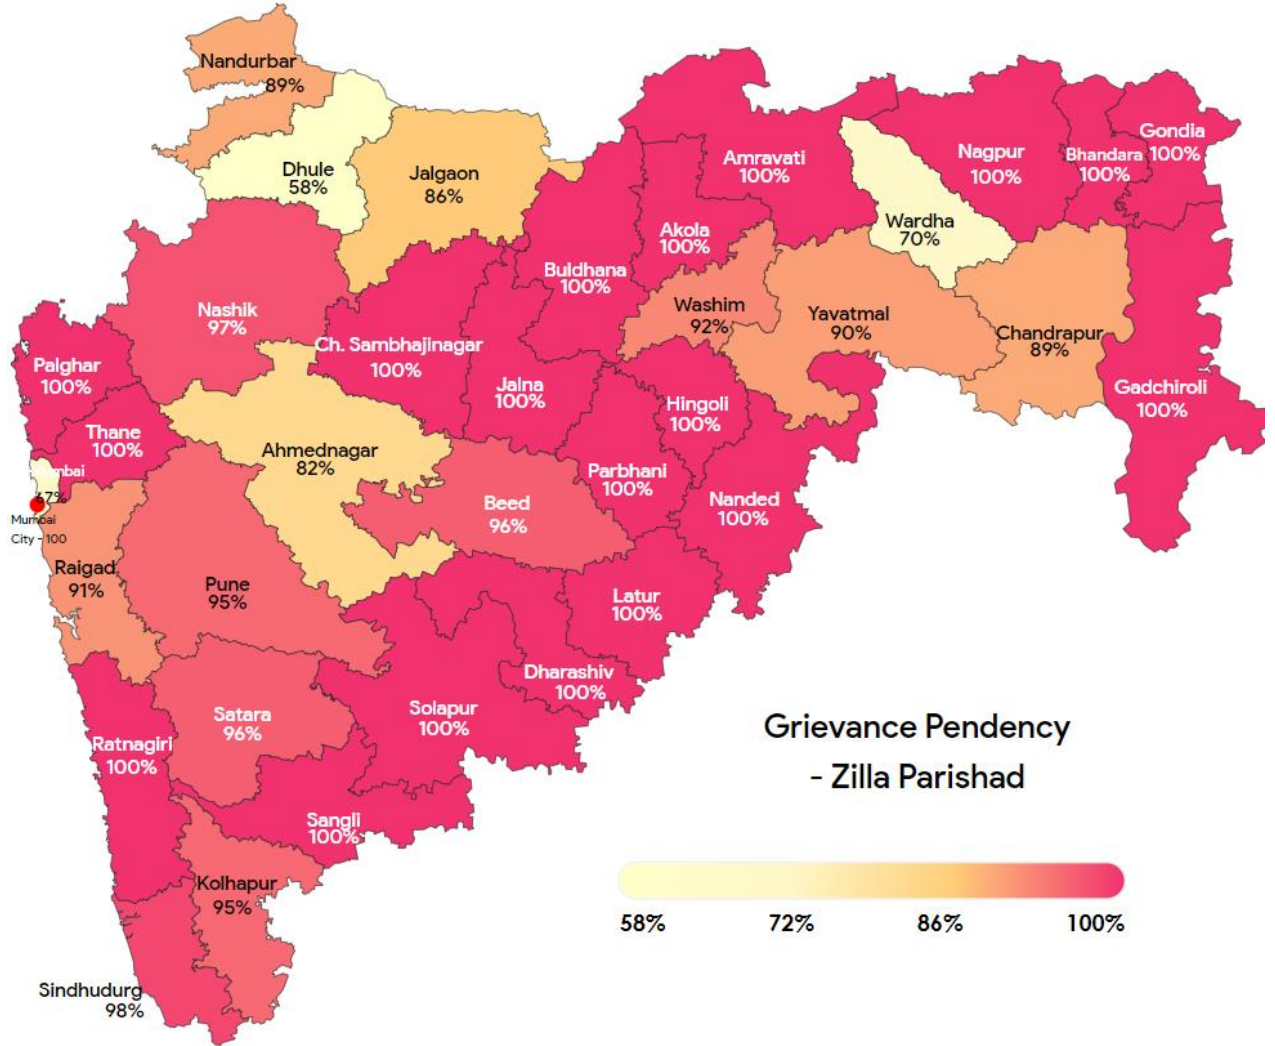 Nandurbar
89%
Dhule
58%
Jalgaon
86%
Amravati
100%
Nagpur
100%
Bhandara
100%
Gondia
100%
Wardha
70%
Akola
100%
Buldhana
100%
Nashik
97%
Washim
92%
Yavatmal
90%
Chandrapur
89%
Ch. Sambhajinagar
100%
Palghar
100%
Jalna
100%
Gadchiroli
100%
Hingoli
100%
Thane
100%
Ahmednagar
82%
Parbhani
100%
67%
Mumbai
City - 100
Beed
96%
Nanded
100%
Raigad
91%
Pune
95%
Latur
100%
Dharashiv
100%
Satara
96%
Solapur
100%
Ratnagiri
100%
Sangli
100%
Kolhapur
95%
Sindhudurg
98%
Grievance Pendency
- Zilla Parishad
58% 72% 86% 100%